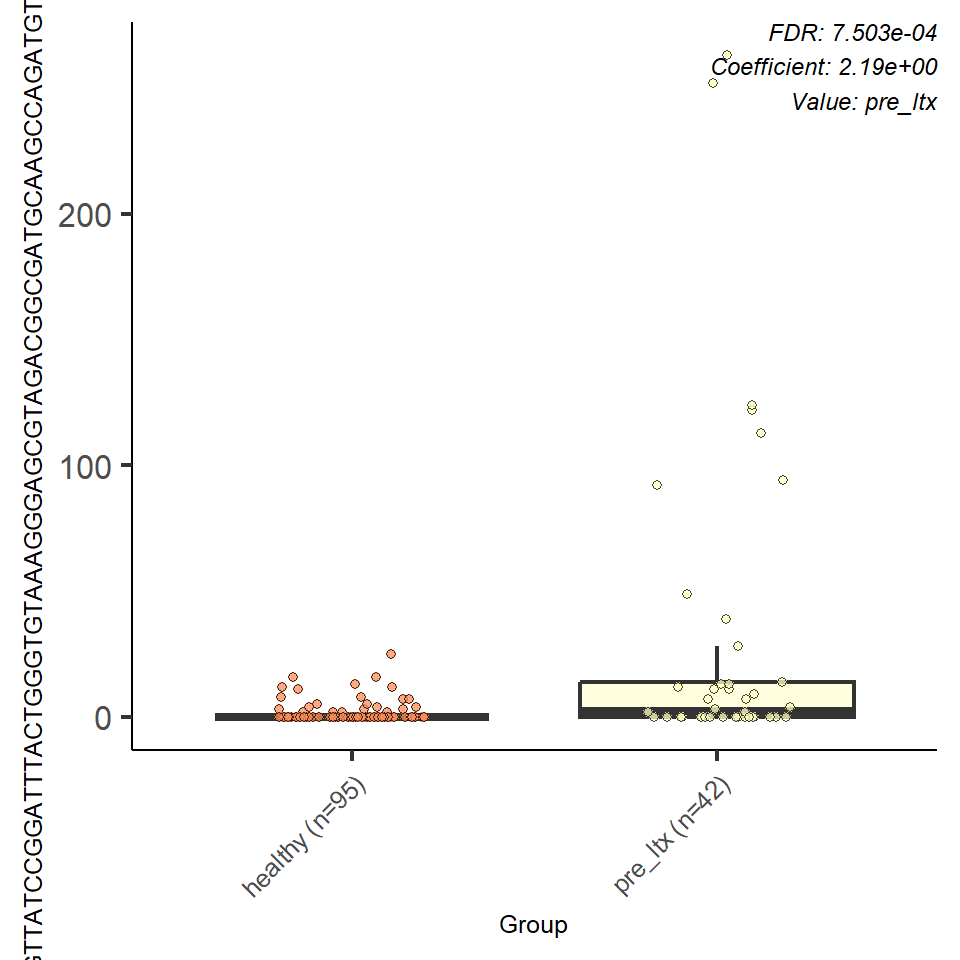 FDR: 7.503e-04
Coefficient: 2.19e+00
Value: pre_ltx
GTTATCCGGATTTACTGGGTGTAAAGGGAGCGTAGACGGCGATGCAAGCCAGATGT
200
100
0
healthy (n=95)
pre_ltx (n=42)
Group